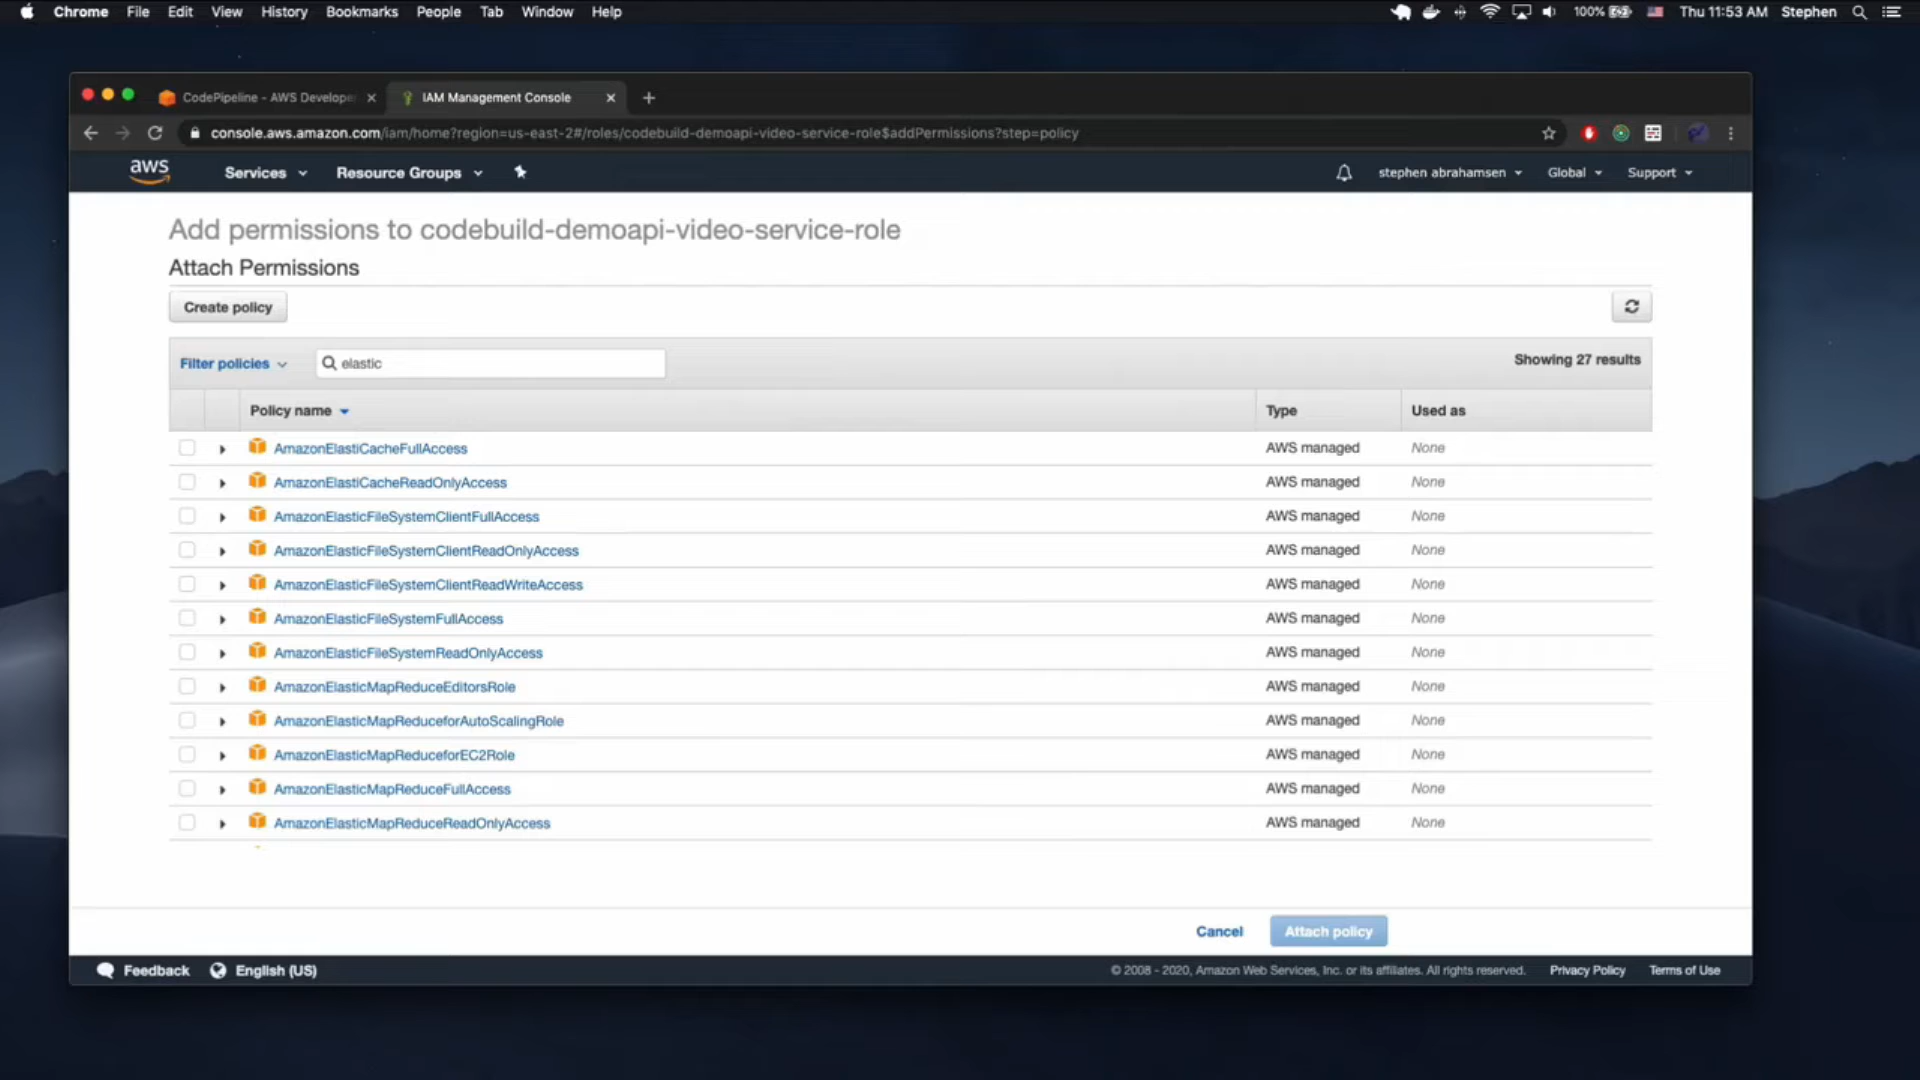 Chrome File Edit View History Bookmarks People Tab Window Help 100% Thu 11:53 AM Stephen
CodePipeline - AWS Develope IAM Management Console
console.aws.amazon.com/iam/home?region=us-east-2#/roles/codebuild-demoapi-video-service-role$addPermissions?step=policy
aws Services Resource Groups stephen abrahamsen Global Support
Add permissions to codebuild-demoapi-video-service-role
Attach Permissions
Create policy
Filter policies elastic Showing 27 results
Policy name Type Used as
AmazonElastiCacheFullAccess AWS managed None
AmazonElastiCacheReadOnlyAccess AWS managed None
AmazonElasticFileSystemClientFullAccess AWS managed None
AmazonElasticFileSystemClientReadOnlyAccess AWS managed None
AmazonElasticFileSystemClientReadWriteAccess AWS managed None
AmazonElasticFileSystemFullAccess AWS managed None
AmazonElasticFileSystemReadOnlyAccess AWS managed None
AmazonElasticMapReduceEditorsRole AWS managed None
AmazonElasticMapReduceforAutoScalingRole AWS managed None
AmazonElasticMapReduceforEC2Role AWS managed None
AmazonElasticMapReduceFullAccess AWS managed None
AmazonElasticMapReduceReadOnlyAccess AWS managed None
Cancel Attach policy
Feedback English (US) © 2008 - 2020, Amazon Web Services, Inc. or its affiliates. All rights reserved. Privacy Policy Terms of Use